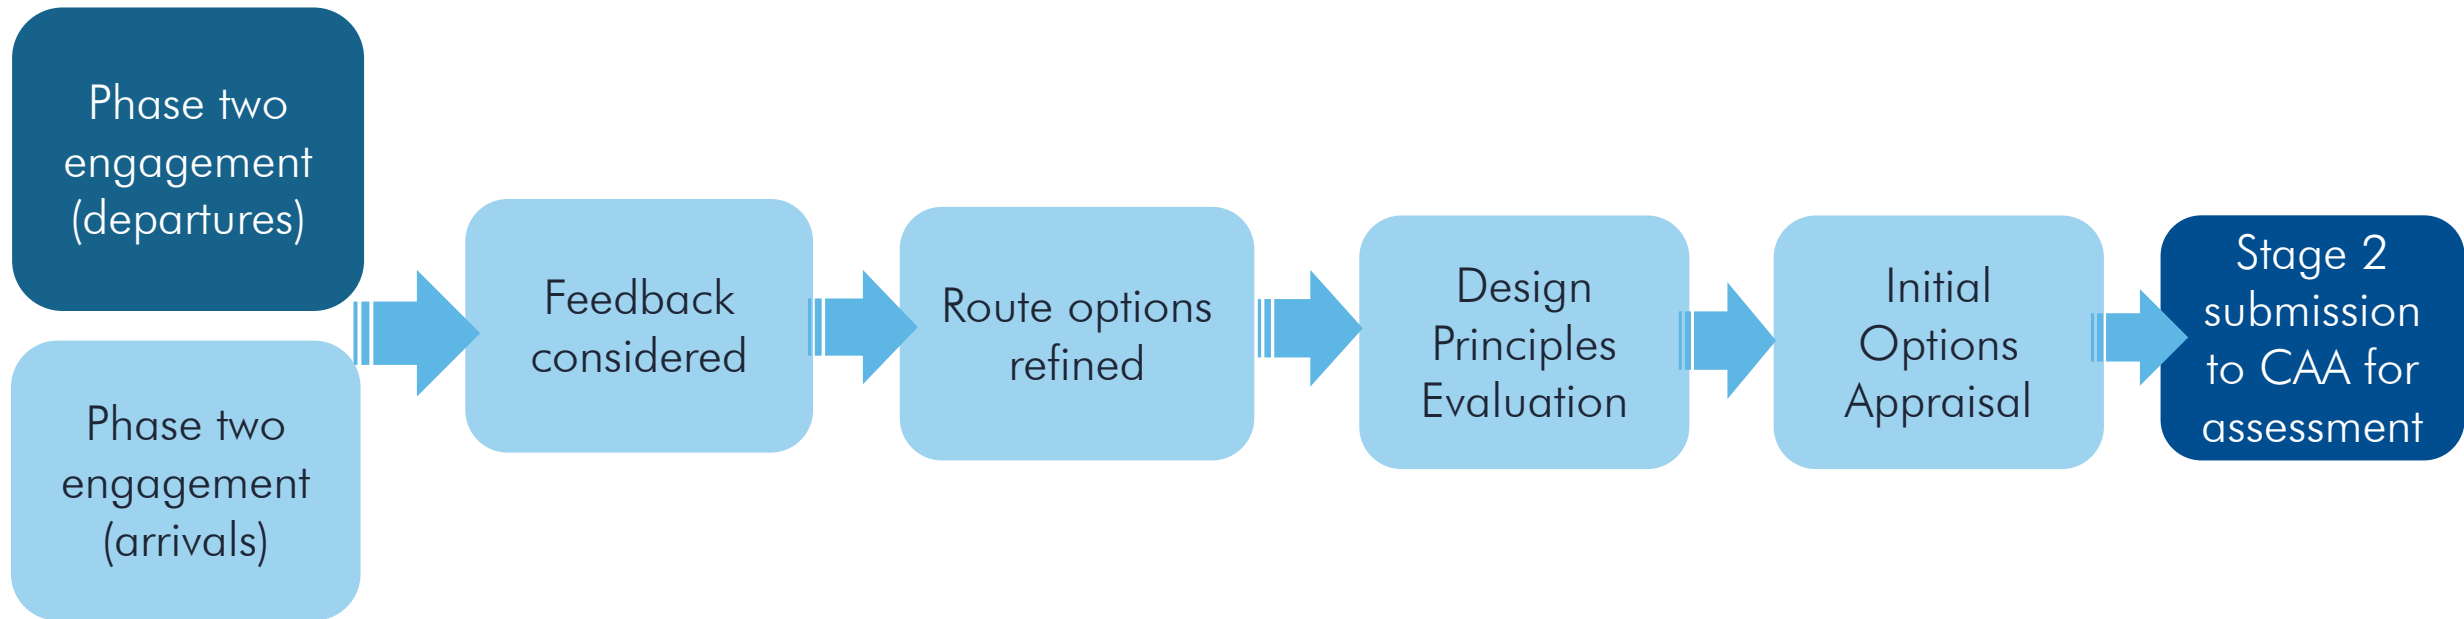 Phase two
engagement
(departures)
Phase two
engagement
(arrivals)
Feedback
considered
Route options
refined
Design
Principles
Evaluation
Initial
Options
Appraisal
Stage 2
submission
to CAA for
assessment